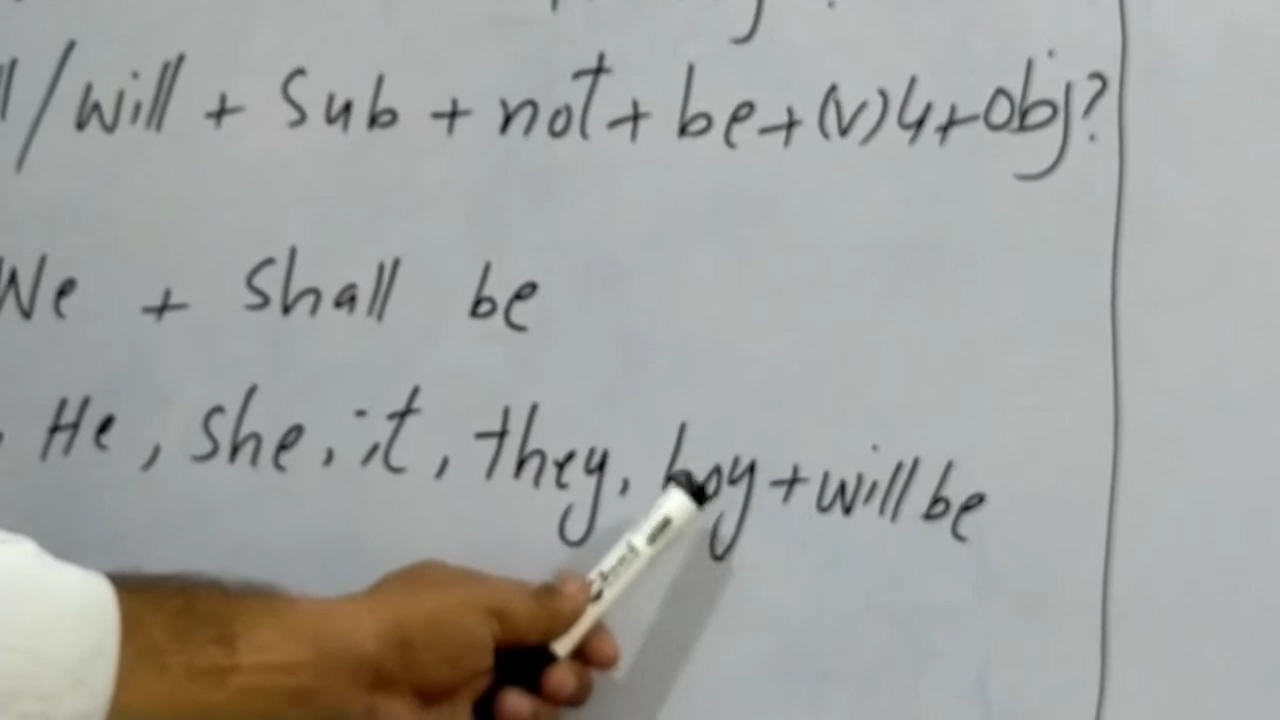 /will + Sub + not + be + (v)4 + obj?
We + Shall be
He, She, it, they, boy + will be